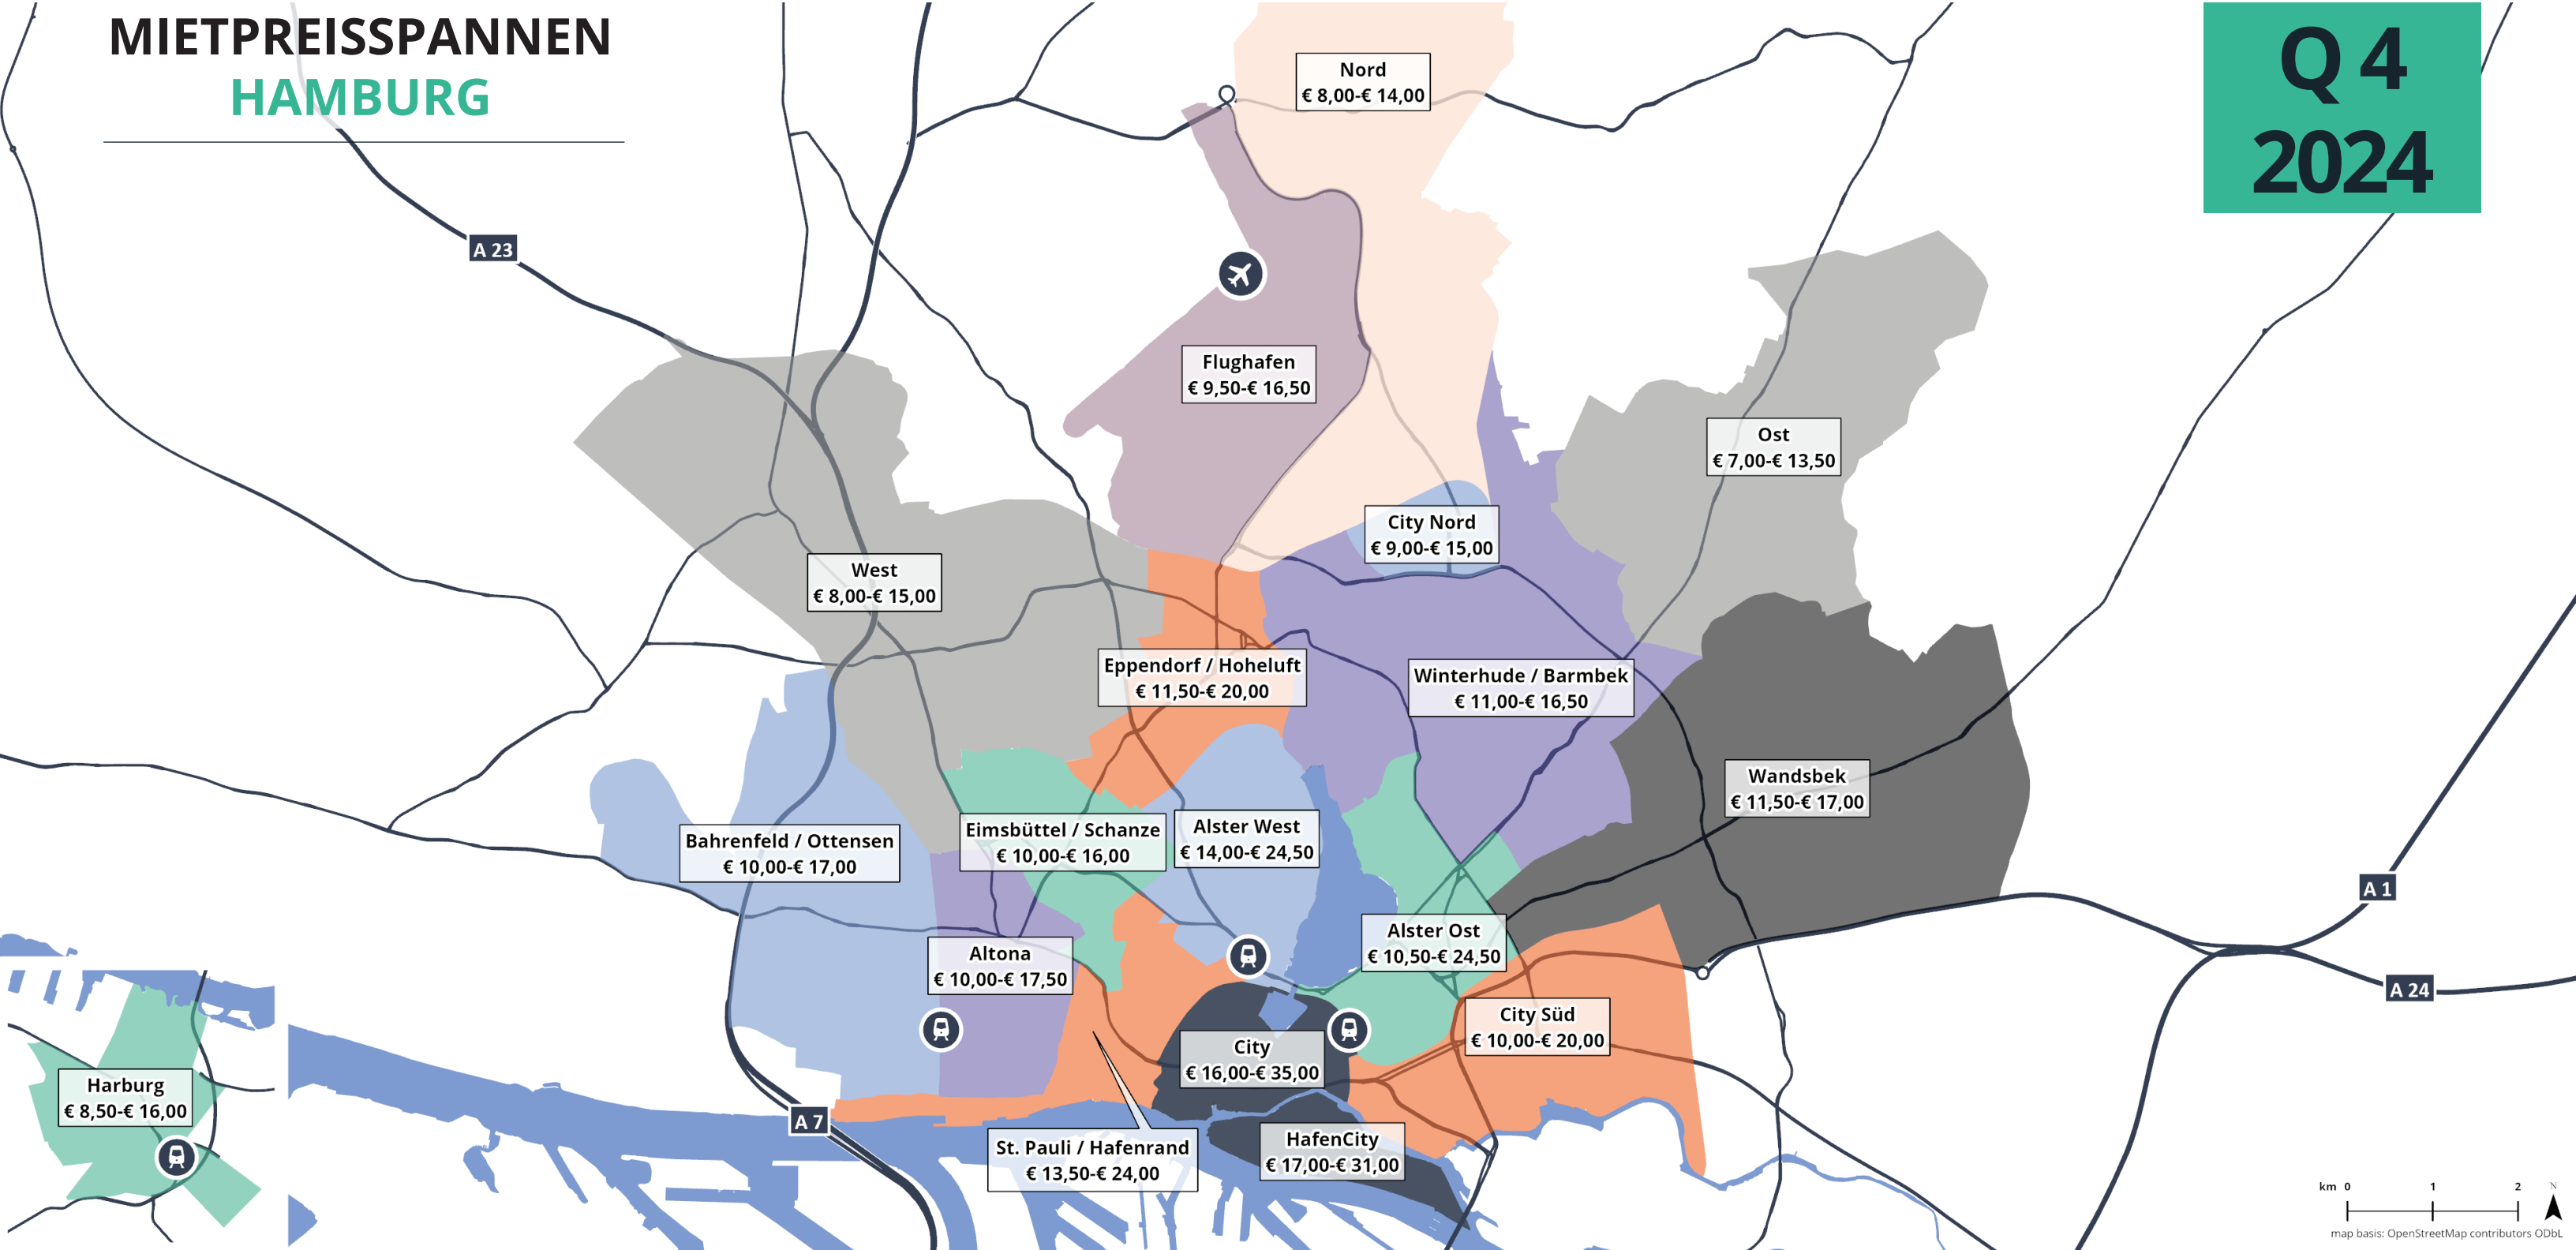 MIETPREISSPANNEN
HAMBURG
Q 4
2024
Nord
€ 8,00-€ 14,00
A 23
Flughafen
€ 9,50-€ 16,50
Ost
€ 7,00-€ 13,50
City Nord
€ 9,00-€ 15,00
West
€ 8,00-€ 15,00
Eppendorf / Hoheluft
€ 11,50-€ 20,00
Winterhude / Barmbek
€ 11,00-€ 16,50
Wandsbek
€ 11,50-€ 17,00
Bahrenfeld / Ottensen
€ 10,00-€ 17,00
Eimsbüttel / Schanze
€ 10,00-€ 16,00
Alster West
€ 14,00-€ 24,50
A 1
Alster Ost
€ 10,50-€ 24,50
Altona
€ 10,00-€ 17,50
A 24
City Süd
€ 10,00-€ 20,00
City
€ 16,00-€ 35,00
Harburg
€ 8,50-€ 16,00
A 7
St. Pauli / Hafenrand
€ 13,50-€ 24,00
HafenCity
€ 17,00-€ 31,00
km 0 1 2 N
map basis: OpenStreetMap contributors ODbL